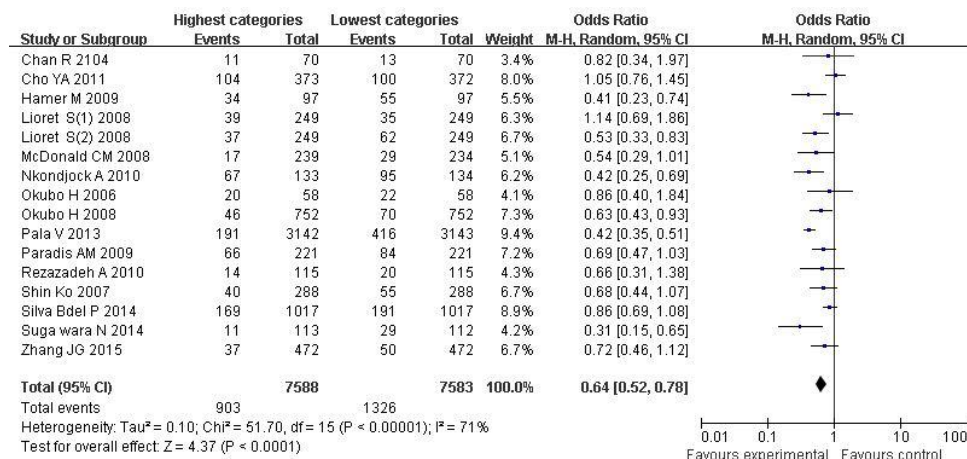 Highest categories Lowest categories Odds Ratio Odds Ratio
Study or Subgroup Events Total Events Total Weight M-H, Random, 95% CI M-H, Random, 95% CI
Chan R 2104 11 70 13 70 3.4% 0.82 [0.34, 1.97]
Cho YA 2011 104 373 100 372 8.0% 1.05 [0.76, 1.45]
Hamer M 2009 34 97 55 97 5.5% 0.41 [0.23, 0.74]
Lioret S(1) 2008 39 249 35 249 6.3% 1.14 [0.69, 1.86]
Lioret S(2) 2008 37 249 62 249 6.7% 0.53 [0.33, 0.83]
McDonald CM 2008 17 239 29 234 5.1% 0.54 [0.29, 1.01]
Nkondjock A 2010 67 133 95 134 6.2% 0.42 [0.25, 0.69]
Okubo H 2006 20 58 22 58 4.1% 0.86 [0.40, 1.84]
Okubo H 2008 46 752 70 752 7.3% 0.63 [0.43, 0.93]
Pala V 2013 191 3142 416 3143 9.4% 0.42 [0.35, 0.51]
Paradis AM 2009 66 221 84 221 7.2% 0.69 [0.47, 1.03]
Rezazadeh A 2010 14 115 20 115 4.3% 0.66 [0.31, 1.38]
Shin Ko 2007 40 288 55 288 6.8% 0.68 [0.44, 1.07]
Silva Bdel P 2014 169 1017 191 1017 8.9% 0.86 [0.69, 1.08]
Suga wara N 2014 11 113 29 112 4.2% 0.31 [0.15, 0.65]
Zhang JG 2015 37 472 50 472 6.7% 0.72 [0.46, 1.12]
Total (95% CI) 7588 7583 100.0% 0.64 [0.52, 0.78]
Total events 903 1326
Heterogeneity: Tau² = 0.10; Chi² = 51.70, df = 15 (P < 0.00001); I² = 71%
Test for overall effect: Z = 4.37 (P < 0.0001)
0.01 0.1 1 10 100
Favours experimental Favours control